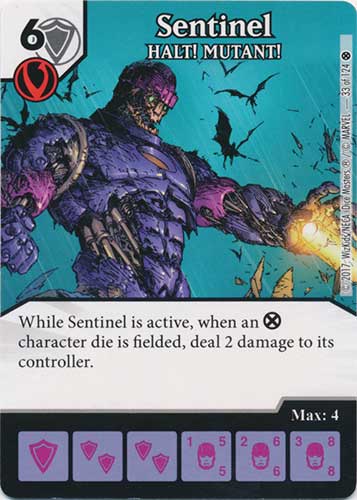 6
Sentinel
HALT! MUTANT!
© 2017 WizKids/NECA. Dice Masters.® / © MARVEL — 33 of 124
While Sentinel is active, when an
character die is fielded, deal 2 damage to its
controller.
Max: 4
1 5 5
2 6 6
3 8 8